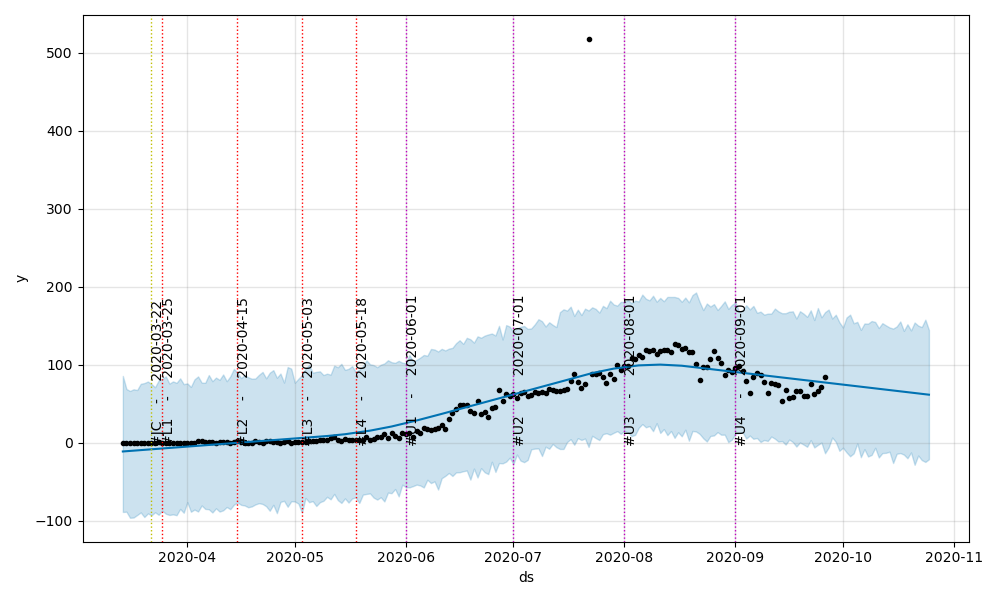 500
400
300
200
100
0
−100
y
#JC - 2020-03-22
#L1 - 2020-03-25
#L2 - 2020-04-15
#L3 - 2020-05-03
#L4 - 2020-05-18
#U1 - 2020-06-01
#U2 - 2020-07-01
#U3 - 2020-08-01
#U4 - 2020-09-01
2020-04 2020-05 2020-06 2020-07 2020-08 2020-09 2020-10 2020-11
ds